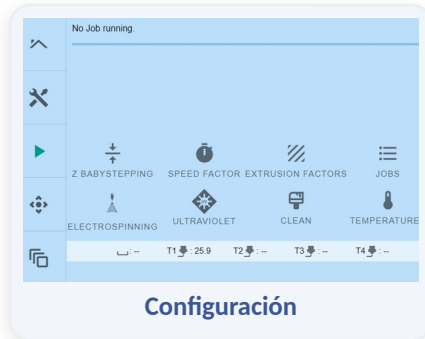 No Job running.
Z BABYSTEPPING SPEED FACTOR EXTRUSION FACTORS JOBS
ELECTROSPINNING ULTRAVIOLET CLEAN TEMPERATURE
: -- T1 : 25.9 T2 : -- T3 : -- T4 : --
Configuración